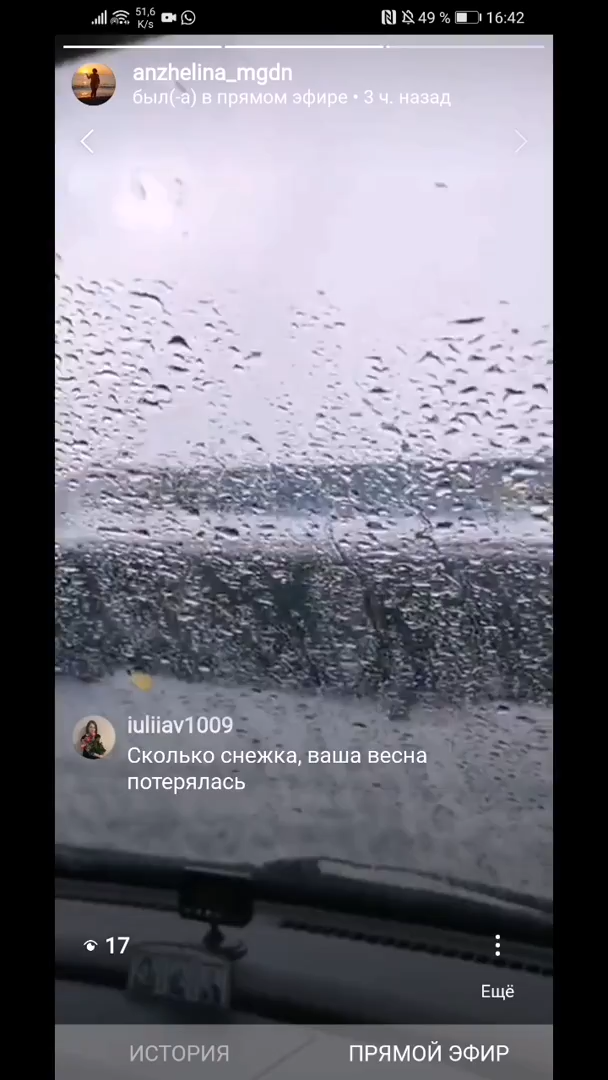 51,6
K/s
49 %
16:42
anzhelina_mgdn
был(-а) в прямом эфире • 3 ч. назад
iuliiav1009
Сколько снежка, ваша весна
потерялась
17
Ещё
ИСТОРИЯ
ПРЯМОЙ ЭФИР